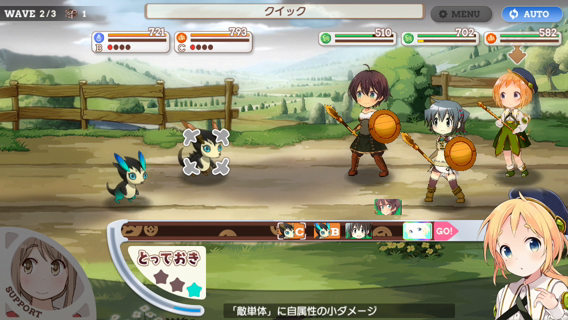 WAVE 2/3 1
クイック
MENU
AUTO
721
B
793
C
510
702
582
C
B
GO!
とっておき
SUPPORT
「敵単体」に自属性の小ダメージ